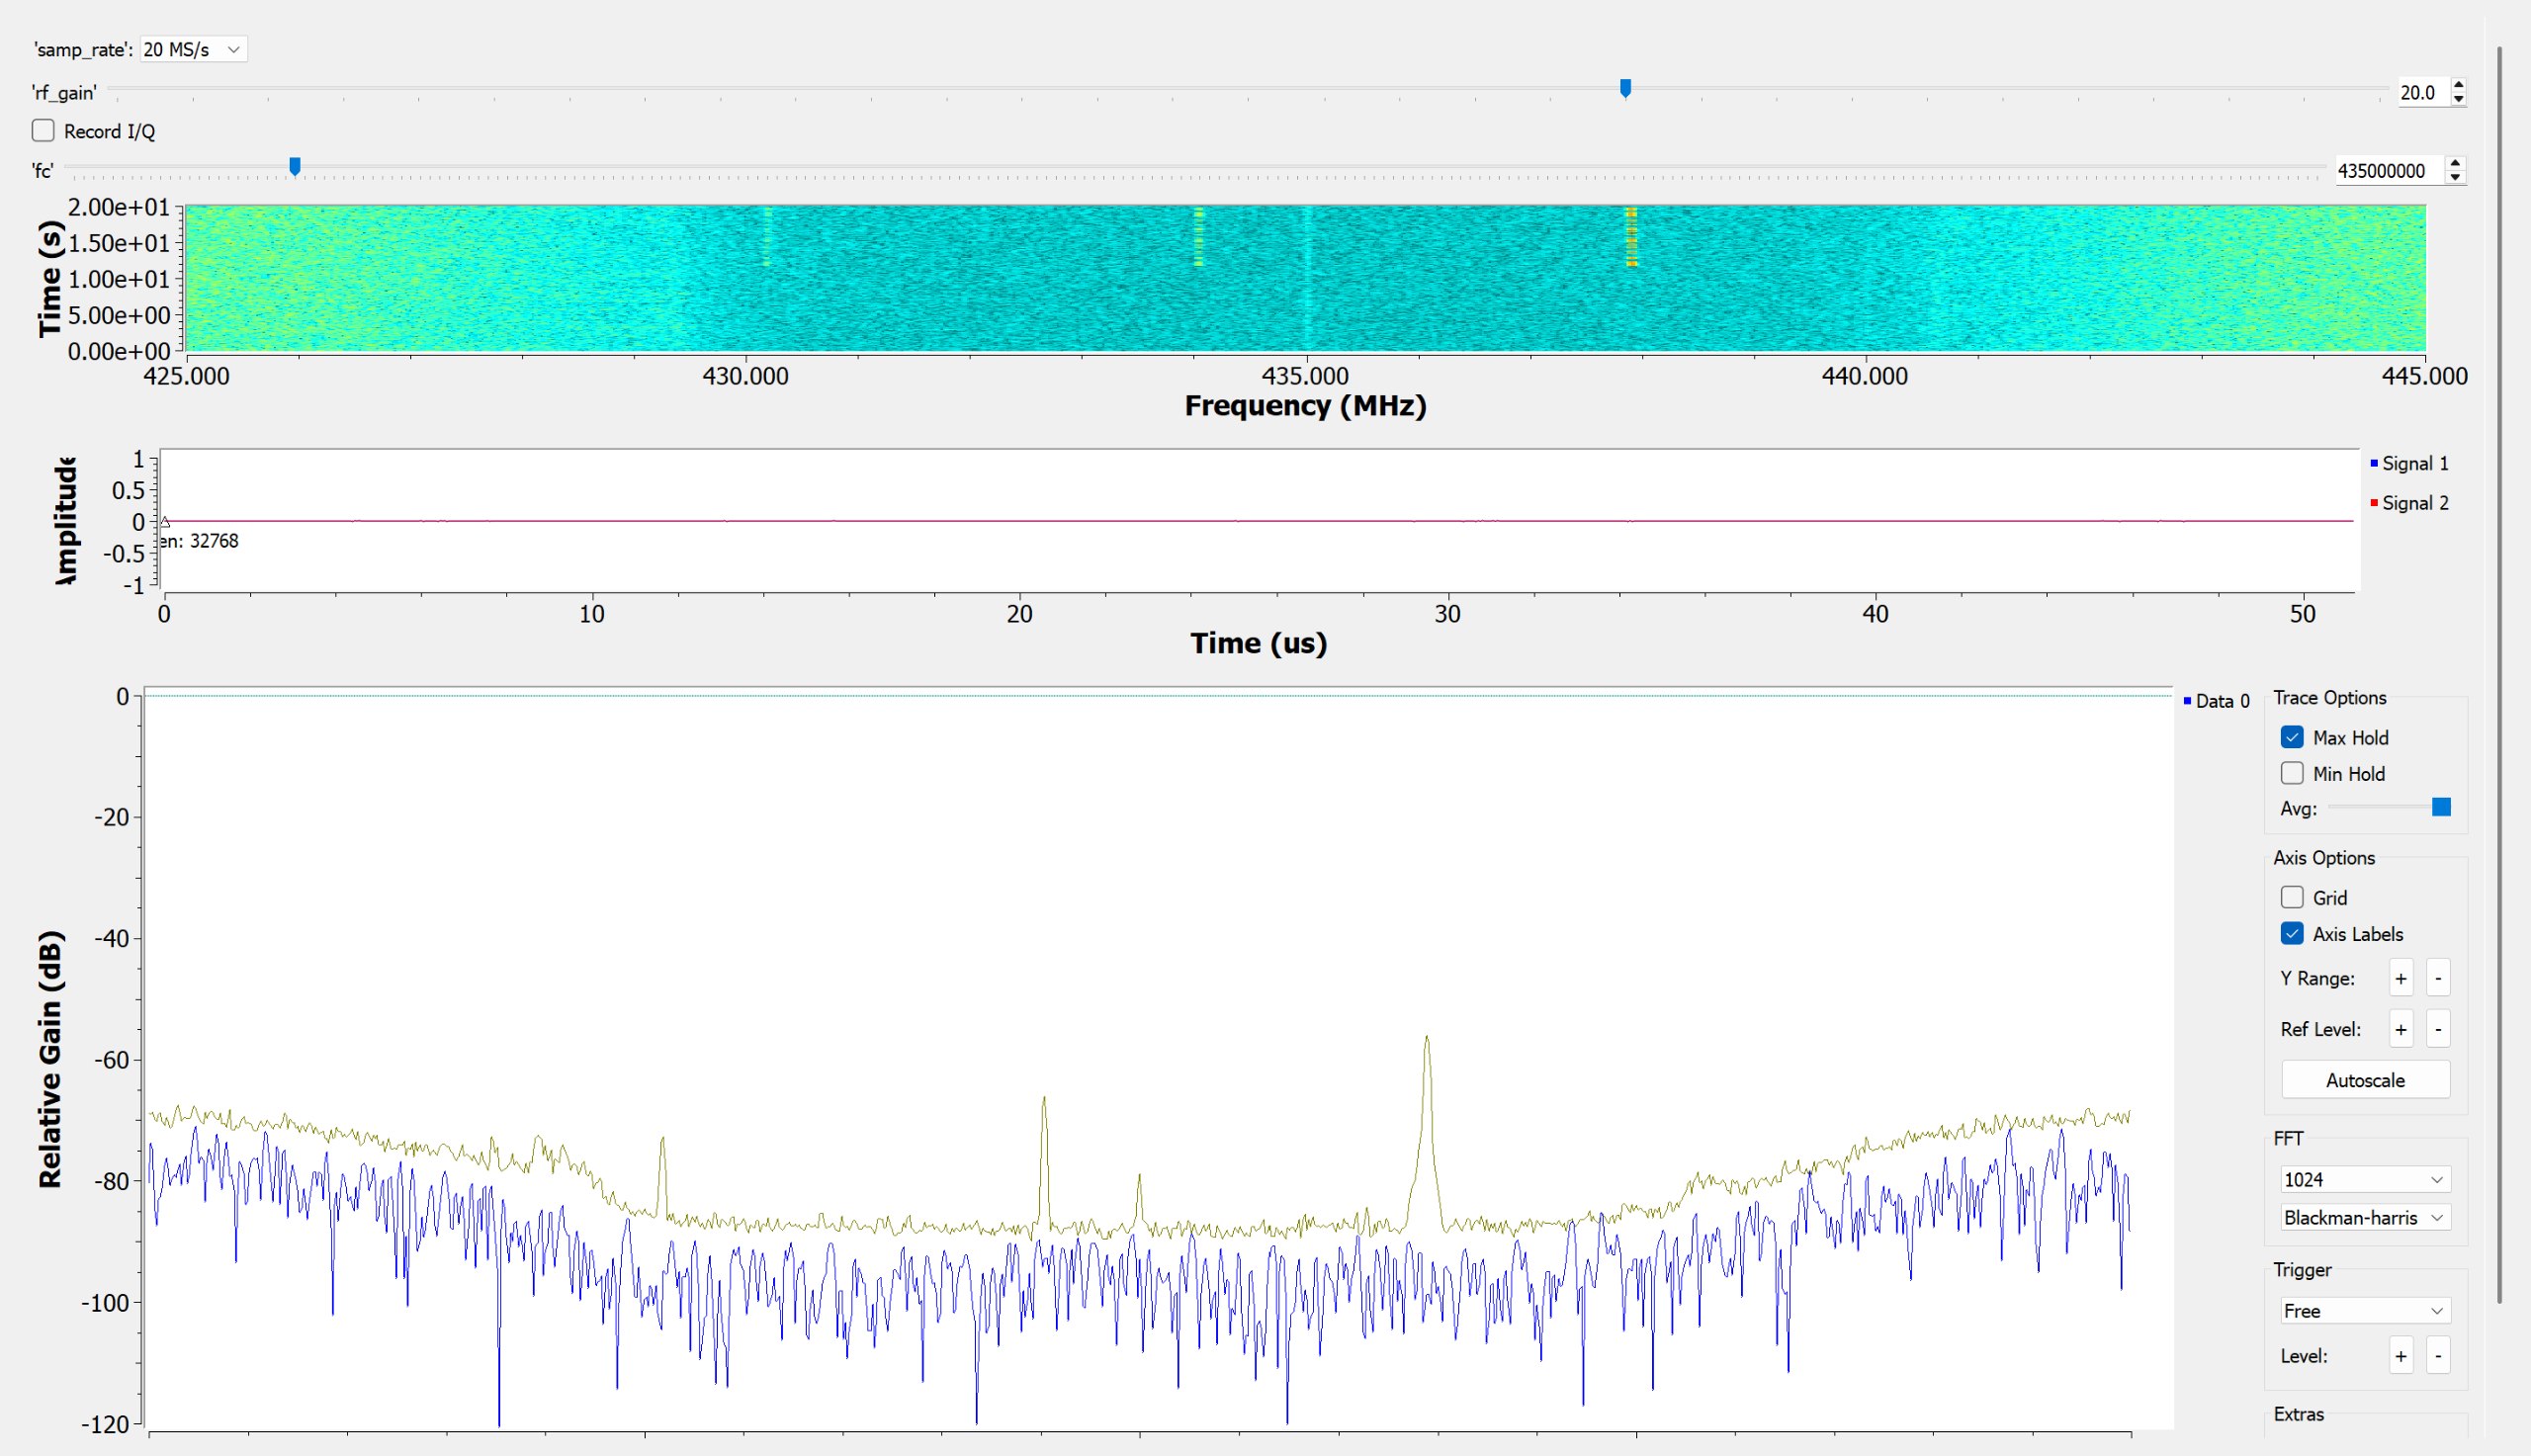 'samp_rate': 20 MS/s
'rf_gain' 20.0
Record I/Q
'fc' 435000000
Time (s)
2.00e+01
1.50e+01
1.00e+01
5.00e+00
0.00e+00
425.000 430.000 435.000 440.000 445.000
Frequency (MHz)
Amplitude
1
0.5
0
-0.5
-1
en: 32768
Signal 1
Signal 2
0 10 20 30 40 50
Time (us)
Relative Gain (dB)
0
-20
-40
-60
-80
-100
-120
Data 0
Trace Options
Max Hold
Min Hold
Avg:
Axis Options
Grid
Axis Labels
Y Range: + -
Ref Level: + -
Autoscale
FFT
1024
Blackman-harris
Trigger
Free
Level: + -
Extras